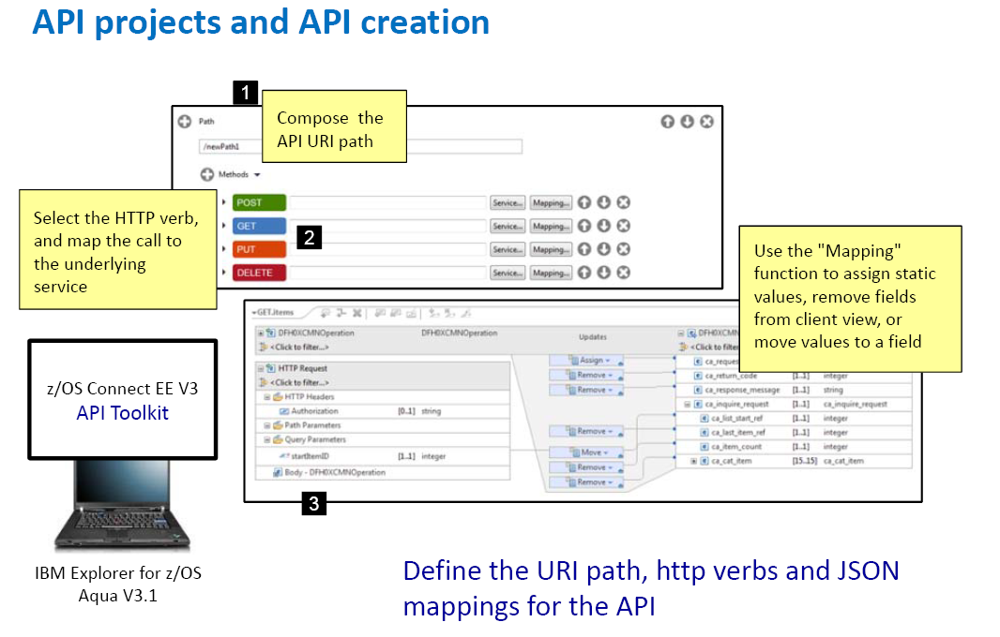 API projects and API creation
1
Compose the
API URI path
Path
/newPath1
Methods
POST
Service...
Mapping...
GET
Service...
Mapping...
2
PUT
Service...
Mapping...
DELETE
Service...
Mapping...
Select the HTTP verb,
and map the call to
the underlying
service
Use the "Mapping"
function to assign static
values, remove fields
from client view, or
move values to a field
GET.items
DFH0XCMNOperation
DFH0XCMNOperation
<Click to filter...>
HTTP Request
<Click to filter...>
HTTP Headers
Authorization [0..1] string
Path Parameters
Query Parameters
startItemID [1..1] integer
Body - DFH0XCMNOperation
Updates
Assign
Remove
Remove
Remove
Move
Remove
Remove
DFH0XCMN
<Click to filter
ca_reques
ca_return_code [1..1] integer
ca_response_message [1..1] string
ca_inquire_request [1..1] ca_inquire_request
ca_list_start_ref [1..1] integer
ca_last_item_ref [1..1] integer
ca_item_count [1..1] integer
ca_cat_item [15..15] ca_cat_item
3
z/OS Connect EE V3
API Toolkit
IBM Explorer for z/OS
Aqua V3.1
Define the URI path, http verbs and JSON
mappings for the API